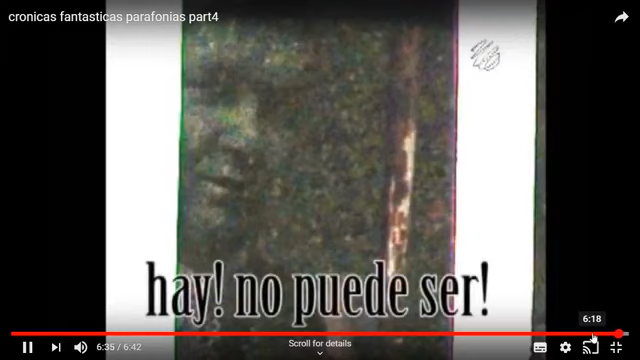 cronicas fantasticas parafonias part4
hay! no puede ser!
6:18
6:35 / 6:42
Scroll for details